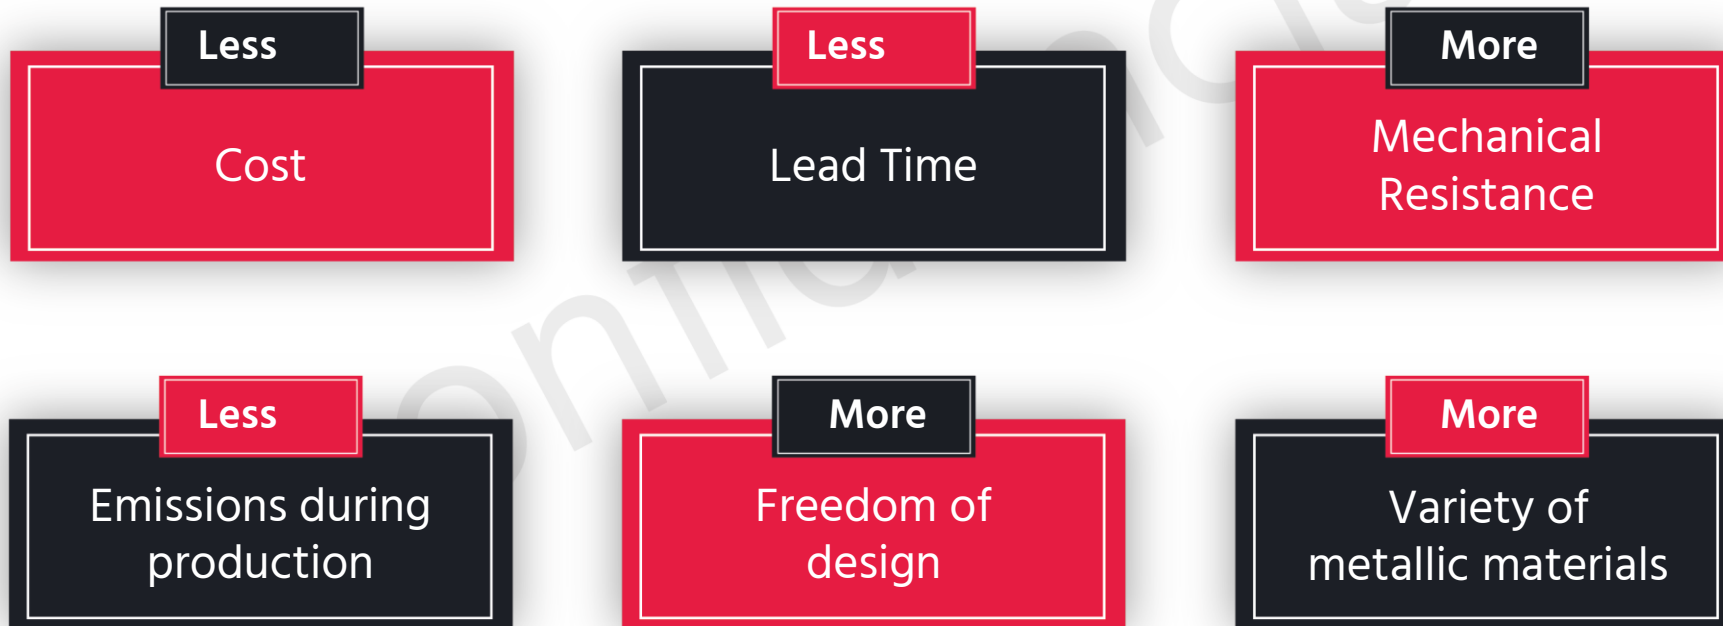 Less
Cost
Less
Lead Time
More
Mechanical
Resistance
Less
Emissions during
production
More
Freedom of
design
More
Variety of
metallic materials